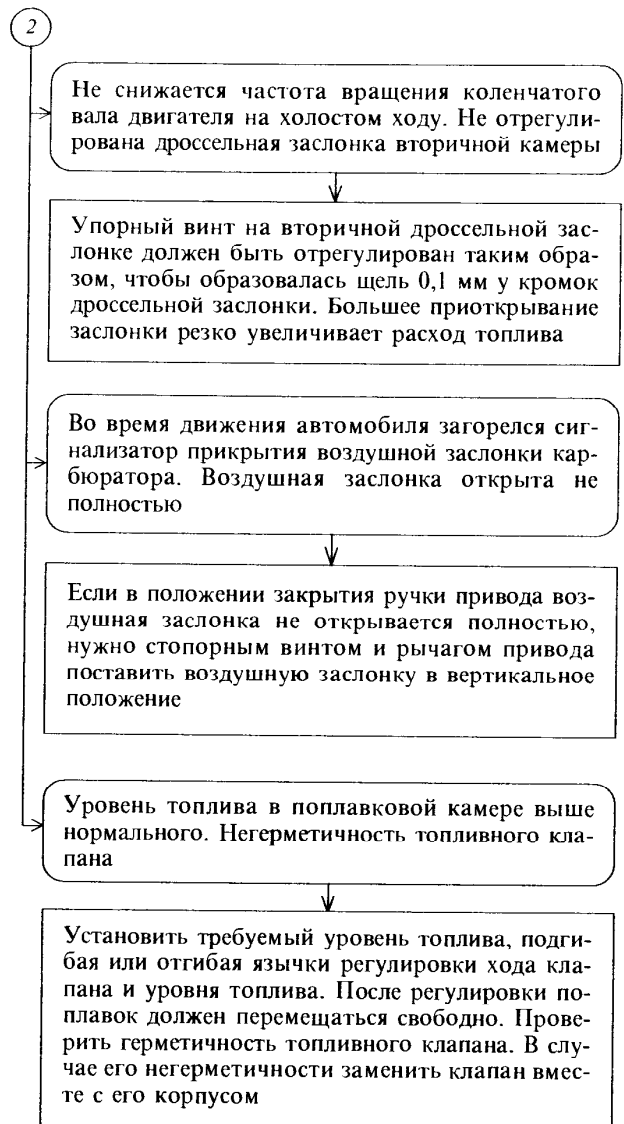 2
Не снижается частота вращения коленчатого
вала двигателя на холостом ходу. Не отрегули-
рована дроссельная заслонка вторичной камеры
Упорный винт на вторичной дроссельной зас-
лонке должен быть отрегулирован таким обра-
зом, чтобы образовалась щель 0,1 мм у кромок
дроссельной заслонки. Большее приоткрывание
заслонки резко увеличивает расход топлива
Во время движения автомобиля загорелся сиг-
нализатор прикрытия воздушной заслонки кар-
бюратора. Воздушная заслонка открыта не
полностью
Если в положении закрытия ручки привода воз-
душная заслонка не открывается полностью,
нужно стопорным винтом и рычагом привода
поставить воздушную заслонку в вертикальное
положение
Уровень топлива в поплавковой камере выше
нормального. Негерметичность топливного кла-
пана
Установить требуемый уровень топлива, подги-
бая или отгибая язычки регулировки хода кла-
пана и уровня топлива. После регулировки по-
плавок должен перемещаться свободно. Прове-
рить герметичность топливного клапана. В слу-
чае его негерметичности заменить клапан вмес-
те с его корпусом